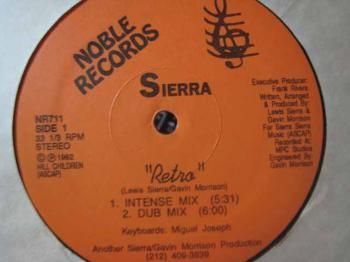 NOBLE
RECORDS
SIERRA
NR711
SIDE 1
33 1/3 RPM
STEREO
© ℗ 1992
HILL CHILDREN
(ASCAP)
Executive Producer:
Frank Rivera
Written, Arranged
& Produced By:
Lewis Sierra &
Gavin Morrison
For Sierra Sierra
Music (ASCAP)
Recorded At
MPC Studios
Engineered By:
Gavin Morrison
"Retro"
(Lewis Sierra/Gavin Morrison)
1. INTENSE MIX (5:31)
2. DUB MIX (6:00)
Keyboards: Miguel Joseph
Another Sierra/Gavin Morrison Production
(212) 409-3839